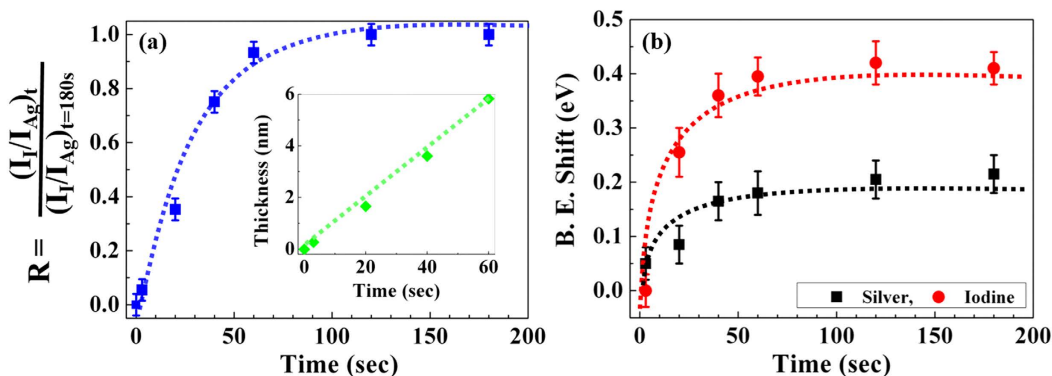 (a)
R = (I_I/I_Ag)_t
(I_I/I_Ag)_t=180s
1.0
0.8
0.6
0.4
0.2
0.0
0 50 100 150 200
Time (sec)
Thickness (nm)
6
4
2
0
0 20 40 60
Time (sec)
(b)
B. E. Shift (eV)
0.5
0.4
0.3
0.2
0.1
0.0
Silver, Iodine
0 50 100 150 200
Time (sec)